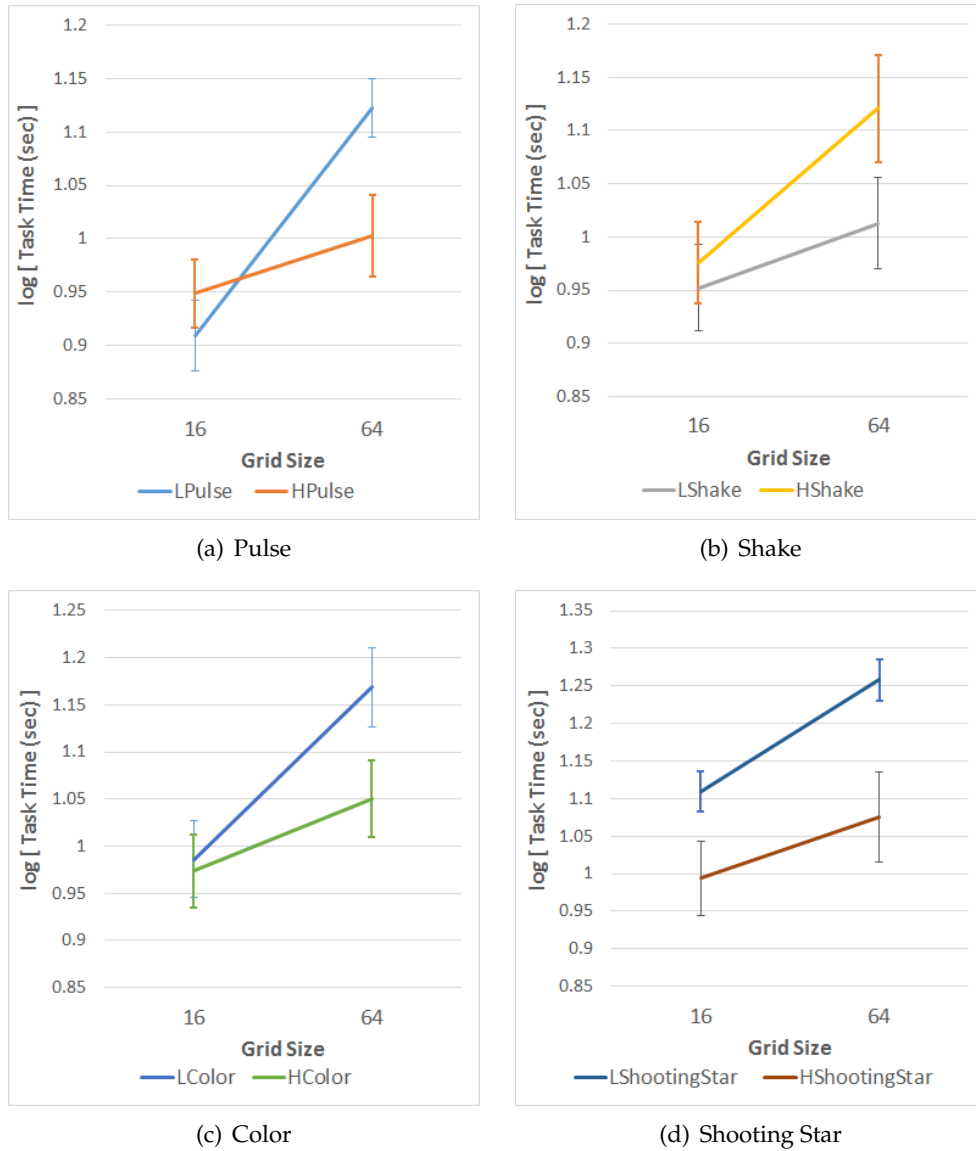 1.2
1.15
1.1
1.05
1
0.95
0.9
0.85
log [ Task Time (sec) ]
16 64
Grid Size
LPulse HPulse
(a) Pulse
1.2
1.15
1.1
1.05
1
0.95
0.9
0.85
log [ Task Time (sec) ]
16 64
Grid Size
LShake HShake
(b) Shake
1.25
1.2
1.15
1.1
1.05
1
0.95
0.9
0.85
log [ Task Time (sec) ]
16 64
Grid Size
LColor HColor
(c) Color
1.35
1.3
1.25
1.2
1.15
1.1
1.05
1
0.95
0.9
0.85
log [ Task Time (sec) ]
16 64
Grid Size
LShootingStar HShootingStar
(d) Shooting Star